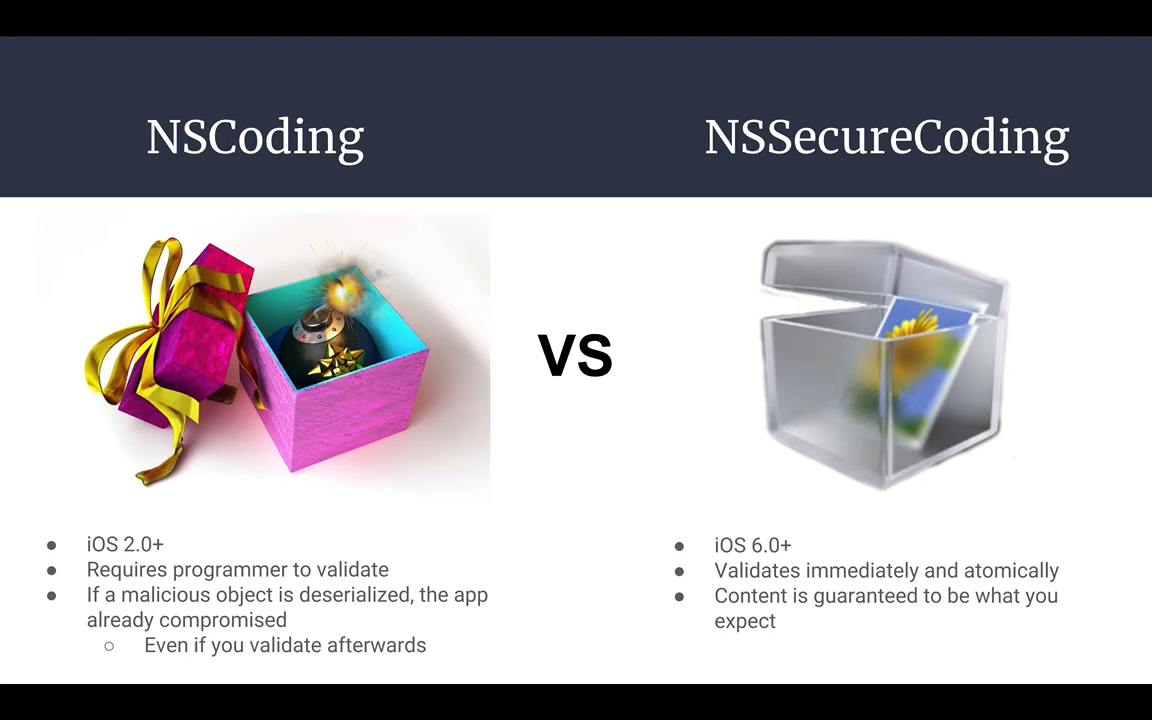 NSCoding
NSSecureCoding
VS
● iOS 2.0+
● Requires programmer to validate
● If a malicious object is deserialized, the app
already compromised
○ Even if you validate afterwards
● iOS 6.0+
● Validates immediately and atomically
● Content is guaranteed to be what you
expect